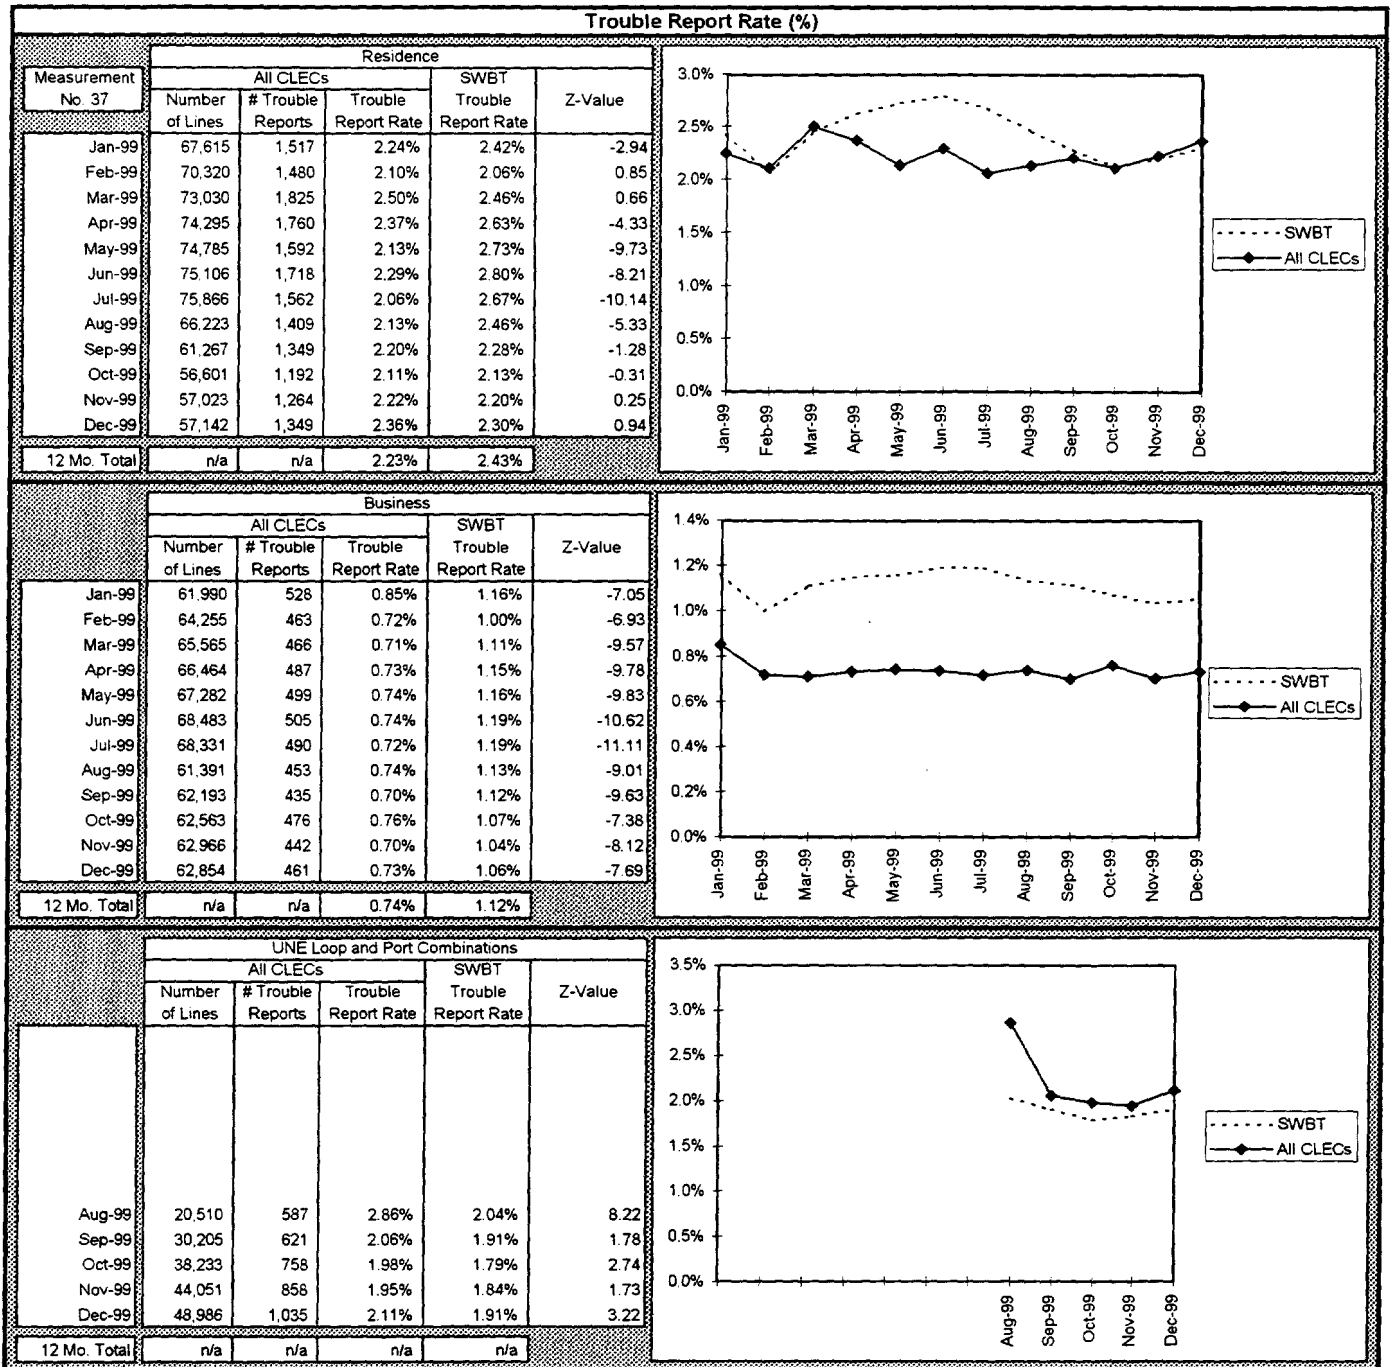 Trouble Report Rate (%)
Measurement
No. 37
Residence
All CLECs
SWBT
Number of Lines
# Trouble Reports
Trouble Report Rate
Trouble Report Rate
Z-Value
Jan-99 67,615 1,517 2.24% 2.42% -2.94
Feb-99 70,320 1,480 2.10% 2.06% 0.85
Mar-99 73,030 1,825 2.50% 2.46% 0.66
Apr-99 74,295 1,760 2.37% 2.63% -4.33
May-99 74,785 1,592 2.13% 2.73% -9.73
Jun-99 75,106 1,718 2.29% 2.80% -8.21
Jul-99 75,866 1,562 2.06% 2.67% -10.14
Aug-99 66,223 1,409 2.13% 2.46% -5.33
Sep-99 61,267 1,349 2.20% 2.28% -1.28
Oct-99 56,601 1,192 2.11% 2.13% -0.31
Nov-99 57,023 1,264 2.22% 2.20% 0.25
Dec-99 57,142 1,349 2.36% 2.30% 0.94
12 Mo. Total n/a n/a 2.23% 2.43%
3.0%
2.5%
2.0%
1.5%
1.0%
0.5%
0.0%
Jan-99 Feb-99 Mar-99 Apr-99 May-99 Jun-99 Jul-99 Aug-99 Sep-99 Oct-99 Nov-99 Dec-99
SWBT
All CLECs
Business
All CLECs
SWBT
Number of Lines
# Trouble Reports
Trouble Report Rate
Trouble Report Rate
Z-Value
Jan-99 61,990 528 0.85% 1.16% -7.05
Feb-99 64,255 463 0.72% 1.00% -6.93
Mar-99 65,565 466 0.71% 1.11% -9.57
Apr-99 66,464 487 0.73% 1.15% -9.78
May-99 67,282 499 0.74% 1.16% -9.83
Jun-99 68,483 505 0.74% 1.19% -10.62
Jul-99 68,331 490 0.72% 1.19% -11.11
Aug-99 61,391 453 0.74% 1.13% -9.01
Sep-99 62,193 435 0.70% 1.12% -9.63
Oct-99 62,563 476 0.76% 1.07% -7.38
Nov-99 62,966 442 0.70% 1.04% -8.12
Dec-99 62,854 461 0.73% 1.06% -7.69
12 Mo. Total n/a n/a 0.74% 1.12%
1.4%
1.2%
1.0%
0.8%
0.6%
0.4%
0.2%
0.0%
Jan-99 Feb-99 Mar-99 Apr-99 May-99 Jun-99 Jul-99 Aug-99 Sep-99 Oct-99 Nov-99 Dec-99
SWBT
All CLECs
UNE Loop and Port Combinations
All CLECs
SWBT
Number of Lines
# Trouble Reports
Trouble Report Rate
Trouble Report Rate
Z-Value
Aug-99 20,510 587 2.86% 2.04% 8.22
Sep-99 30,205 621 2.06% 1.91% 1.78
Oct-99 38,233 758 1.98% 1.79% 2.74
Nov-99 44,051 858 1.95% 1.84% 1.73
Dec-99 48,986 1,035 2.11% 1.91% 3.22
12 Mo. Total n/a n/a n/a n/a
3.5%
3.0%
2.5%
2.0%
1.5%
1.0%
0.5%
0.0%
Aug-99 Sep-99 Oct-99 Nov-99 Dec-99
SWBT
All CLECs